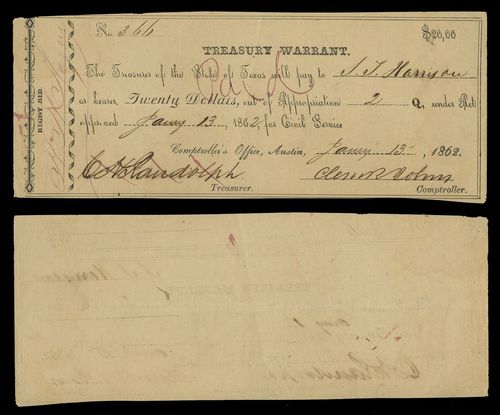 No. 366 $20,00
TREASURY WARRANT.
The Treasurer of the State of Texas will pay to S. T. Harrison
or bearer, Twenty Dollars, out of Appropriation 2 Q, under Act
approved Jany 13, 1862, for Civil Service
Comptroller's Office, Austin, Jany 13, 1862.
C H Randolph
Treasurer. Comptroller.
REGISTERED.
Paid